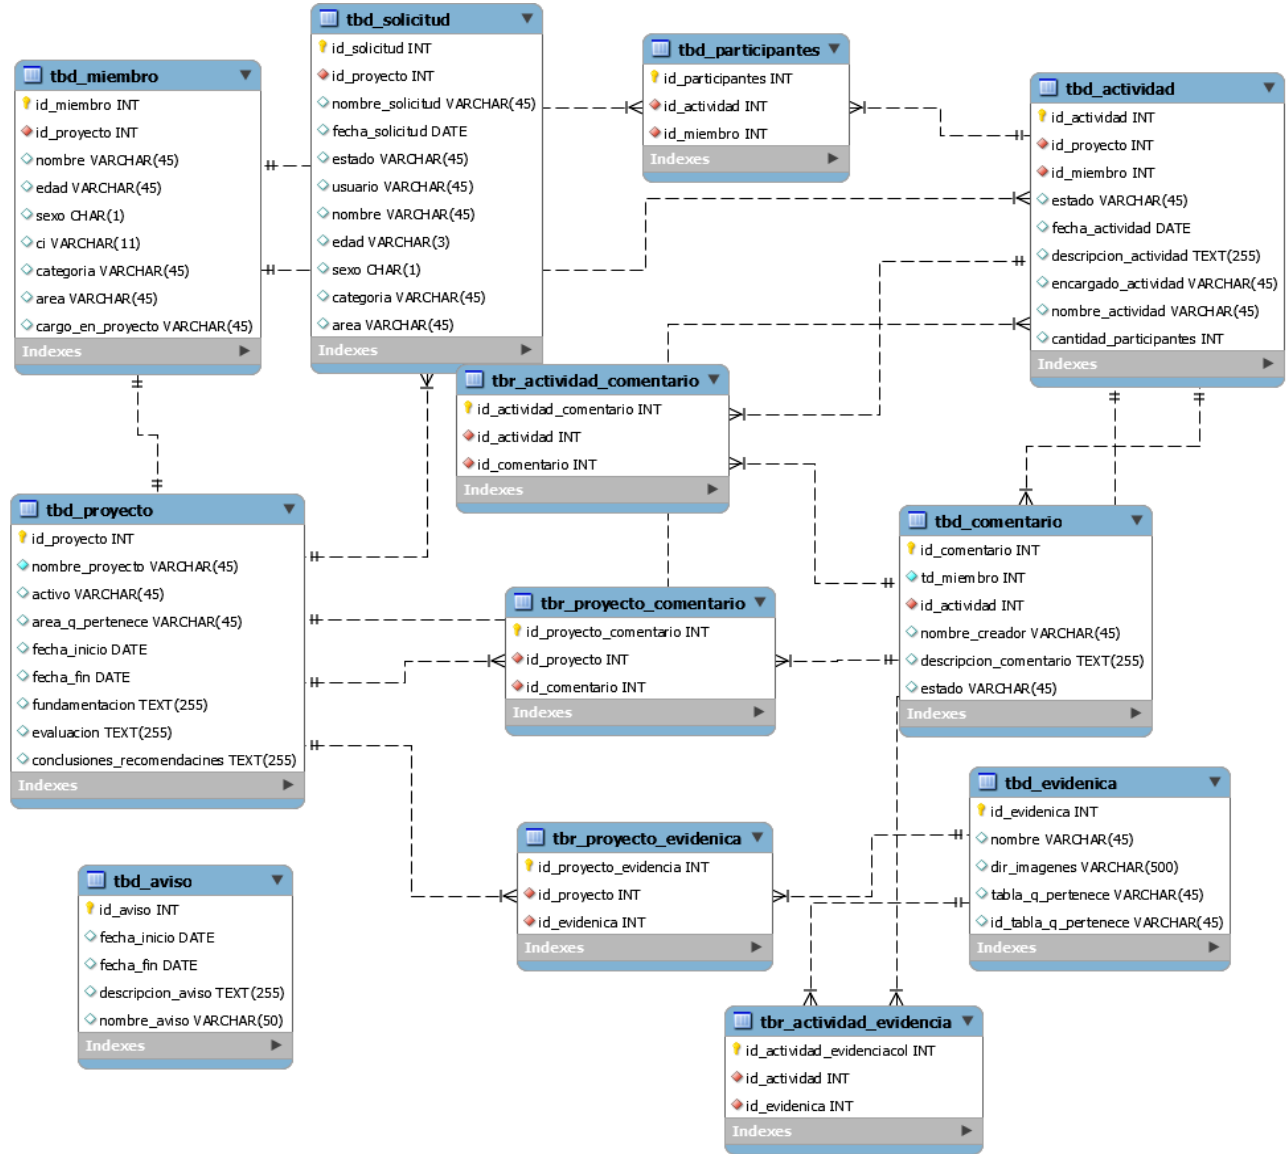 tbd_solicitud
id_solicitud INT
id_proyecto INT
nombre_solicitud VARCHAR(45)
fecha_solicitud DATE
estado VARCHAR(45)
usuario VARCHAR(45)
nombre VARCHAR(45)
edad VARCHAR(3)
sexo CHAR(1)
categoria VARCHAR(45)
area VARCHAR(45)
Indexes
tbd_participantes
id_participantes INT
id_actividad INT
id_miembro INT
Indexes
tbd_miembro
id_miembro INT
id_proyecto INT
nombre VARCHAR(45)
edad VARCHAR(45)
sexo CHAR(1)
ci VARCHAR(11)
categoria VARCHAR(45)
area VARCHAR(45)
cargo_en_proyecto VARCHAR(45)
Indexes
tbd_actividad
id_actividad INT
id_proyecto INT
id_miembro INT
estado VARCHAR(45)
fecha_actividad DATE
descripcion_actividad TEXT(255)
encargado_actividad VARCHAR(45)
nombre_actividad VARCHAR(45)
cantidad_participantes INT
Indexes
tbr_actividad_comentario
id_actividad_comentario INT
id_actividad INT
id_comentario INT
Indexes
tbd_proyecto
id_proyecto INT
nombre_proyecto VARCHAR(45)
activo VARCHAR(45)
area_q_pertenece VARCHAR(45)
fecha_inicio DATE
fecha_fin DATE
fundamentacion TEXT(255)
evaluacion TEXT(255)
conclusiones_recomendacines TEXT(255)
Indexes
tbd_comentario
id_comentario INT
td_miembro INT
id_actividad INT
nombre_creador VARCHAR(45)
descripcion_comentario TEXT(255)
estado VARCHAR(45)
Indexes
tbr_proyecto_comentario
id_proyecto_comentario INT
id_proyecto INT
id_comentario INT
Indexes
tbd_evidenica
id_evidenica INT
nombre VARCHAR(45)
dir_imagenes VARCHAR(500)
tabla_q_pertenece VARCHAR(45)
id_tabla_q_pertenece VARCHAR(45)
Indexes
tbr_proyecto_evidenica
id_proyecto_evidencia INT
id_proyecto INT
id_evidenica INT
Indexes
tbd_aviso
id_aviso INT
fecha_inicio DATE
fecha_fin DATE
descripcion_aviso TEXT(255)
nombre_aviso VARCHAR(50)
Indexes
tbr_actividad_evidencia
id_actividad_evidenciacol INT
id_actividad INT
id_evidenica INT
Indexes